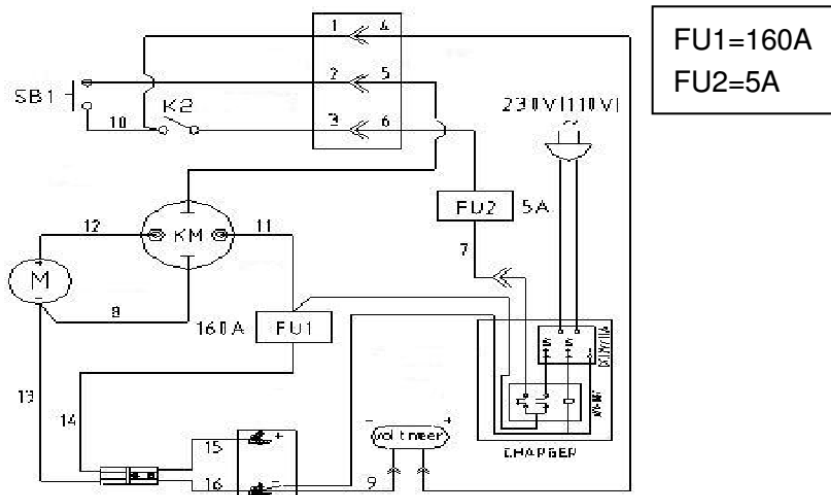 FU1=160A
FU2=5A
1 4
2 5
3 6
SB1
K2
10
230V(110V)
FU2 5A
7
12
KM
11
M
8
160A FU1
13
14
15
+
16
-
9
- +
voltmeer
CHARGER